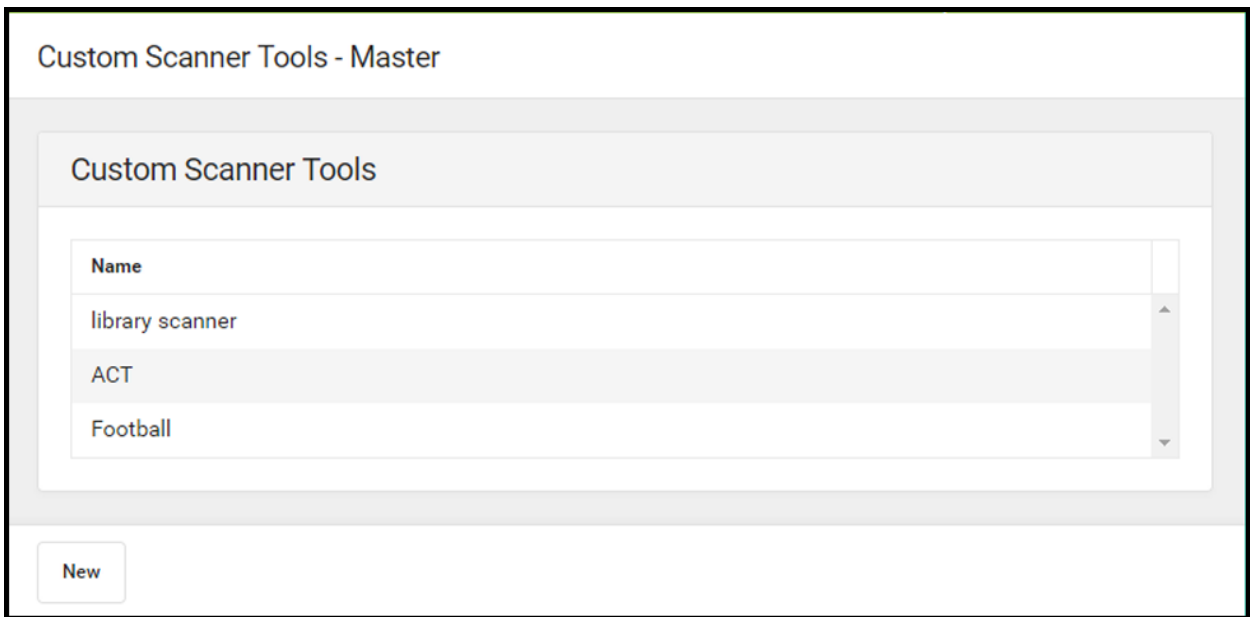 Custom Scanner Tools - Master
Custom Scanner Tools
Name
library scanner
ACT
Football
New